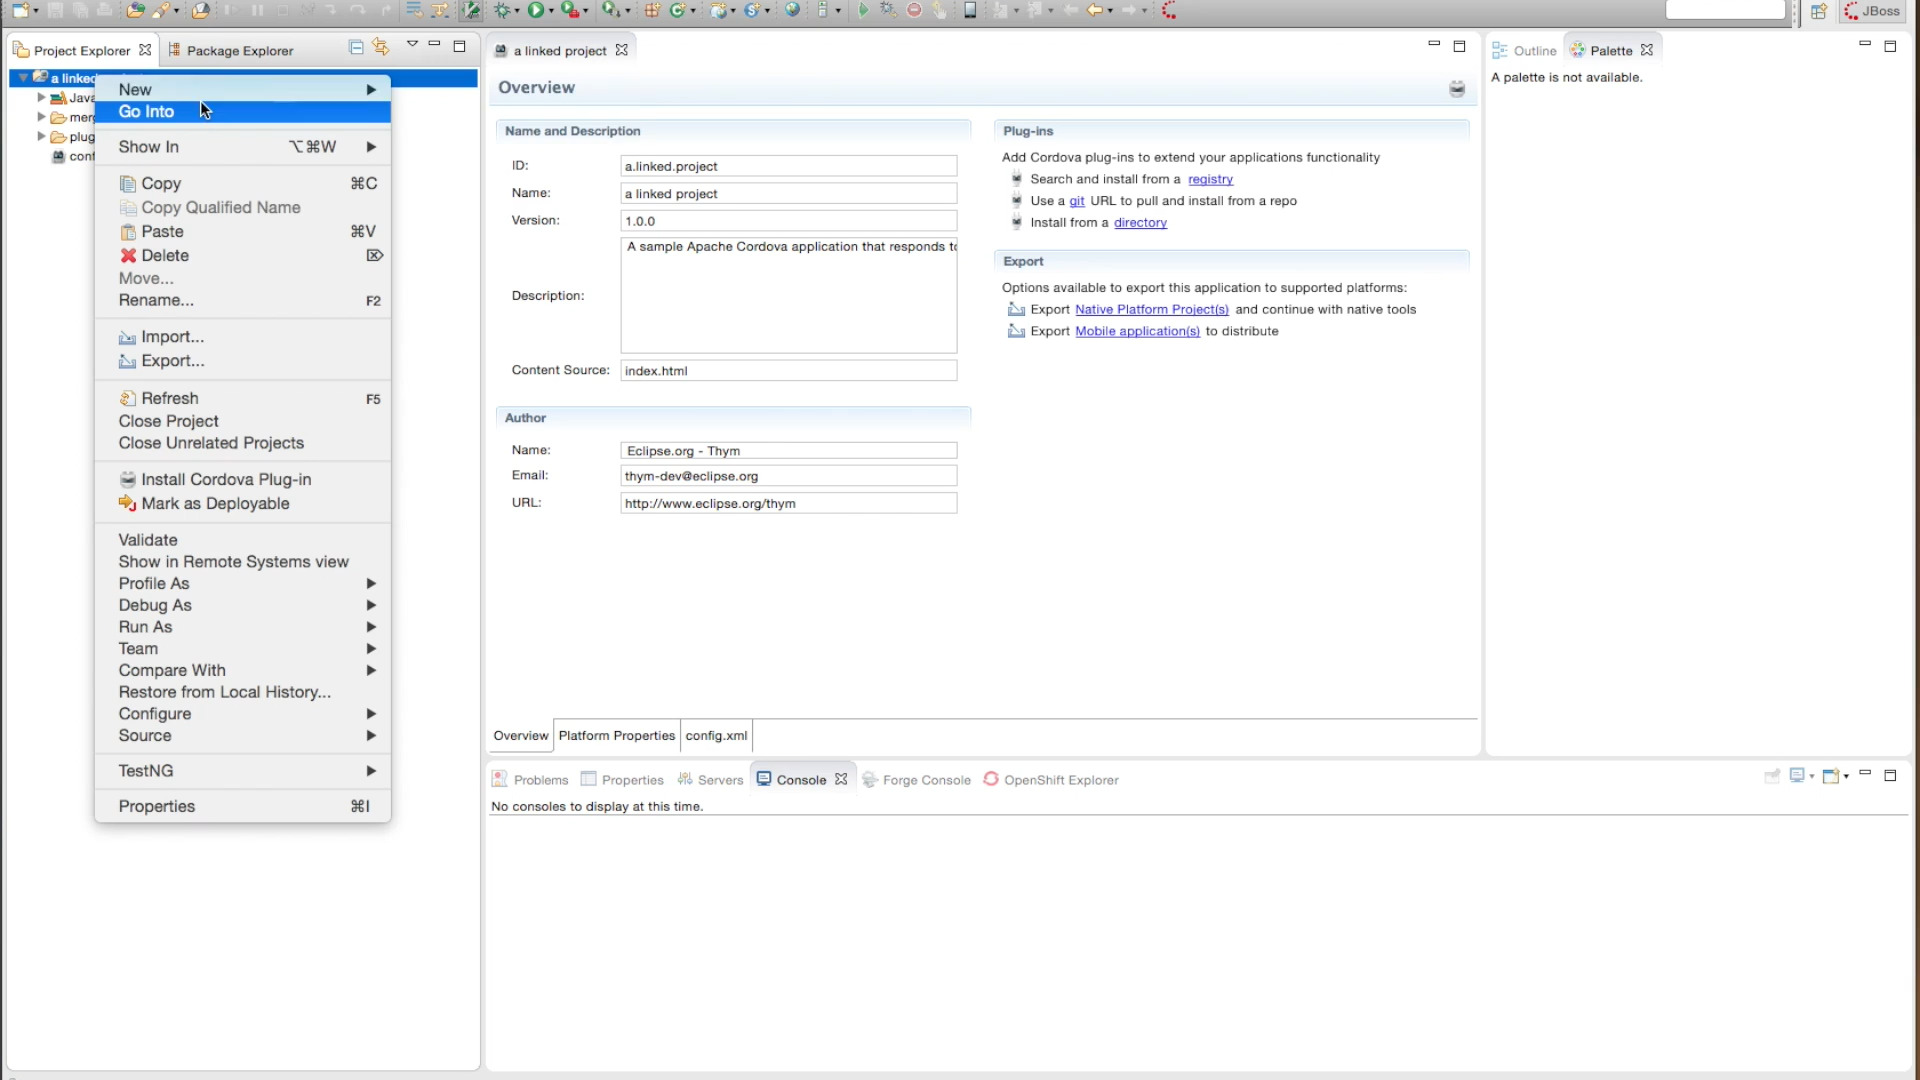 JBoss
Project Explorer
Package Explorer
a linked
Java
merg
plug
conf
New
Go Into
Show In ⌥⌘W
Copy ⌘C
Copy Qualified Name
Paste ⌘V
Delete ⌦
Move...
Rename... F2
Import...
Export...
Refresh F5
Close Project
Close Unrelated Projects
Install Cordova Plug-in
Mark as Deployable
Validate
Show in Remote Systems view
Profile As
Debug As
Run As
Team
Compare With
Restore from Local History...
Configure
Source
TestNG
Properties ⌘I
a linked project
Overview
Name and Description
ID: a.linked.project
Name: a linked project
Version: 1.0.0
Description: A sample Apache Cordova application that responds to
Content Source: index.html
Author
Name: Eclipse.org - Thym
Email: thym-dev@eclipse.org
URL: http://www.eclipse.org/thym
Plug-ins
Add Cordova plug-ins to extend your applications functionality
Search and install from a registry
Use a git URL to pull and install from a repo
Install from a directory
Export
Options available to export this application to supported platforms:
Export Native Platform Project(s) and continue with native tools
Export Mobile application(s) to distribute
Overview
Platform Properties
config.xml
Outline
Palette
A palette is not available.
Problems
Properties
Servers
Console
Forge Console
OpenShift Explorer
No consoles to display at this time.